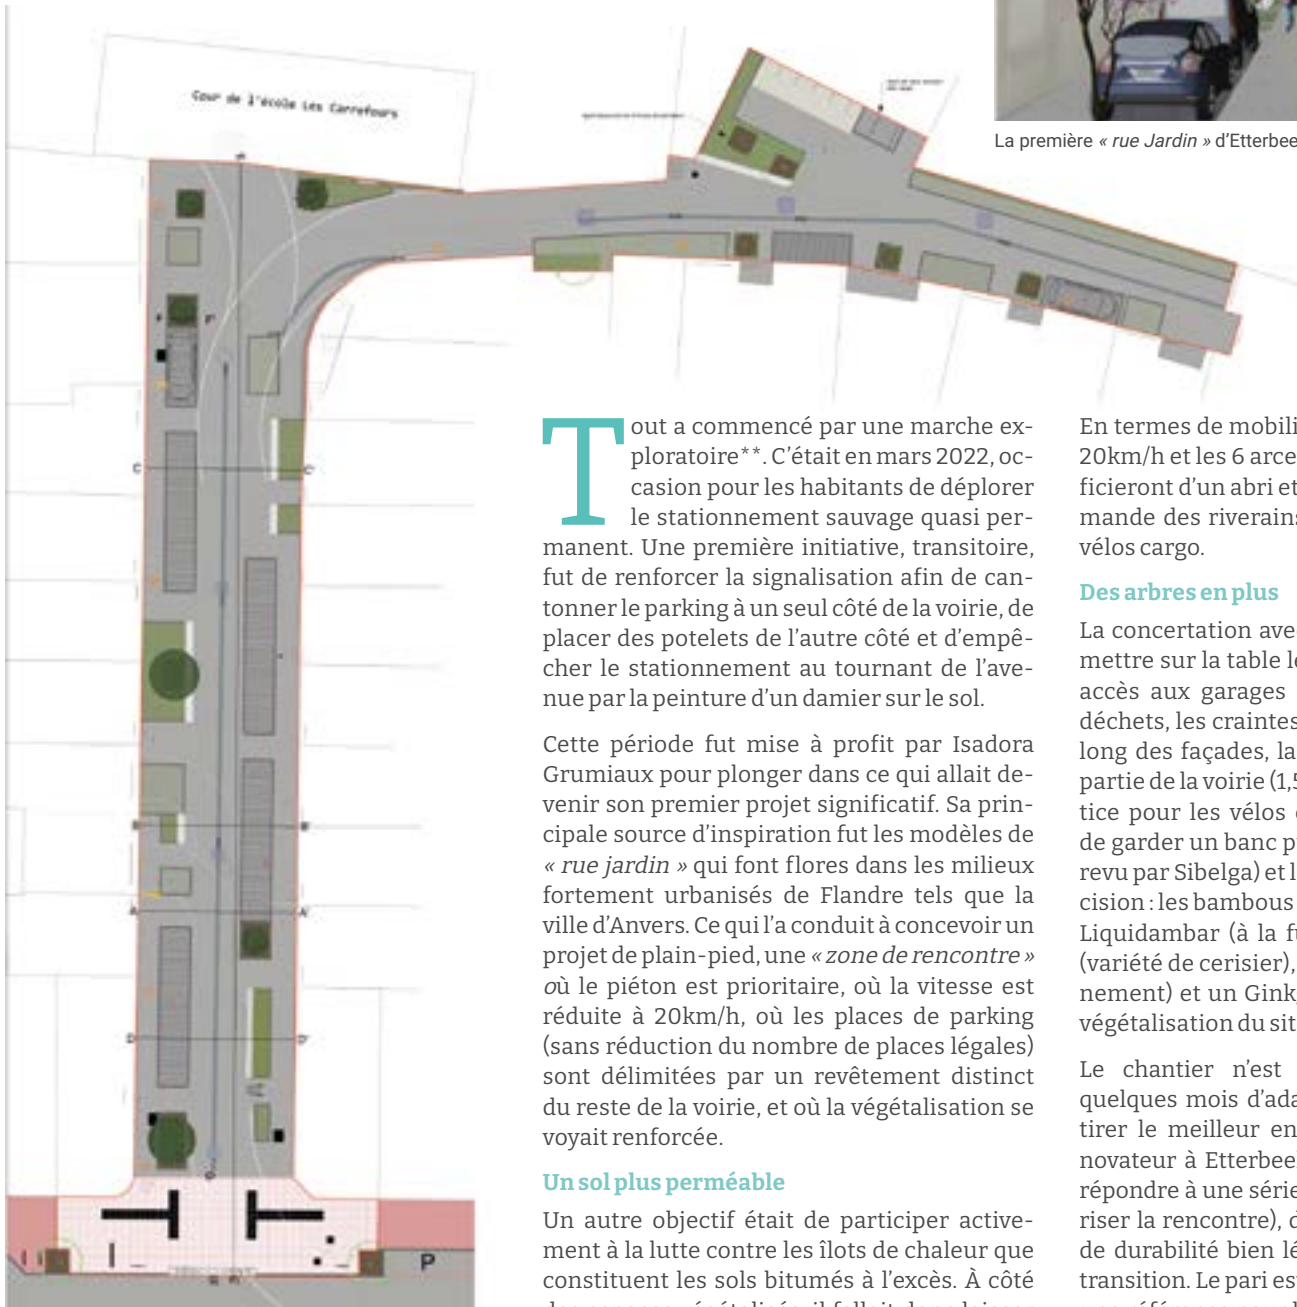 Cour de l'école Les Carrefours
La première « rue Jardin » d'Etterbee
C
C'
B
B'
A
A'
D
D'
P
Tout a commencé par une marche ex-
ploratoire**. C'était en mars 2022, oc-
casion pour les habitants de déplorer
le stationnement sauvage quasi per-
manent. Une première initiative, transitoire,
fut de renforcer la signalisation afin de can-
tonner le parking à un seul côté de la voirie, de
placer des potelets de l'autre côté et d'empê-
cher le stationnement au tournant de l'ave-
nue par la peinture d'un damier sur le sol.
Cette période fut mise à profit par Isadora
Grumiaux pour plonger dans ce qui allait de-
venir son premier projet significatif. Sa prin-
cipale source d'inspiration fut les modèles de
« rue jardin » qui font flores dans les milieux
fortement urbanisés de Flandre tels que la
ville d'Anvers. Ce qui l'a conduit à concevoir un
projet de plain-pied, une « zone de rencontre »
où le piéton est prioritaire, où la vitesse est
réduite à 20km/h, où les places de parking
(sans réduction du nombre de places légales)
sont délimitées par un revêtement distinct
du reste de la voirie, et où la végétalisation se
voyait renforcée.
Un sol plus perméable
Un autre objectif était de participer active-
ment à la lutte contre les îlots de chaleur que
constituent les sols bitumés à l'excès. À côté
En termes de mobili
20km/h et les 6 arce
ficieront d'un abri et
mande des riverains
vélos cargo.
Des arbres en plus
La concertation ave
mettre sur la table le
accès aux garages
déchets, les craintes
long des façades, la
partie de la voirie (1,5
tice pour les vélos
de garder un banc p
revu par Sibelga) et l
cision : les bambous
Liquidambar (à la fu
(variété de cerisier),
nement) et un Gink
végétalisation du sit
Le chantier n'est
quelques mois d'ada
tirer le meilleur en
novateur à Etterbeel
répondre à une série
riser la rencontre), d
de durabilité bien lé
transition. Le pari es